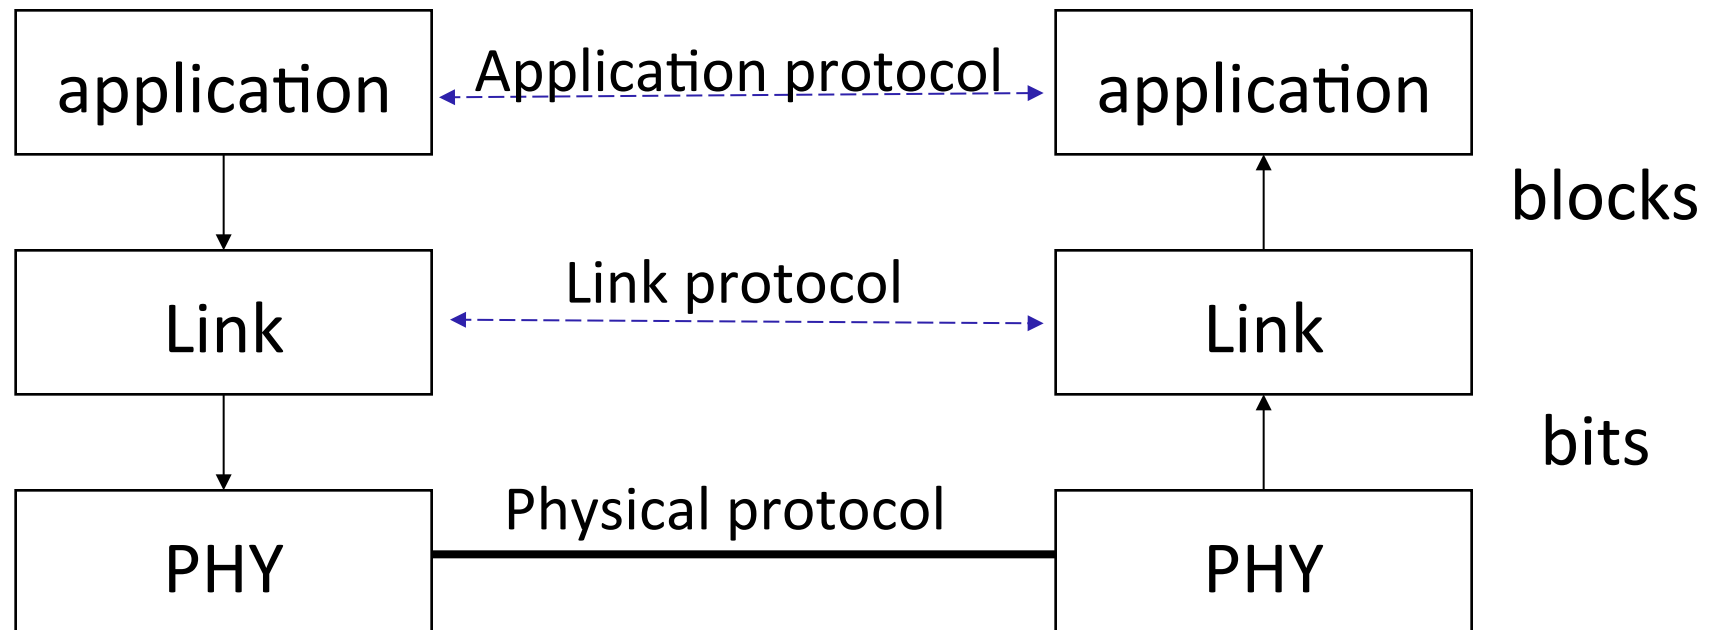 application
Application protocol
application
blocks
Link
Link protocol
Link
bits
PHY
Physical protocol
PHY